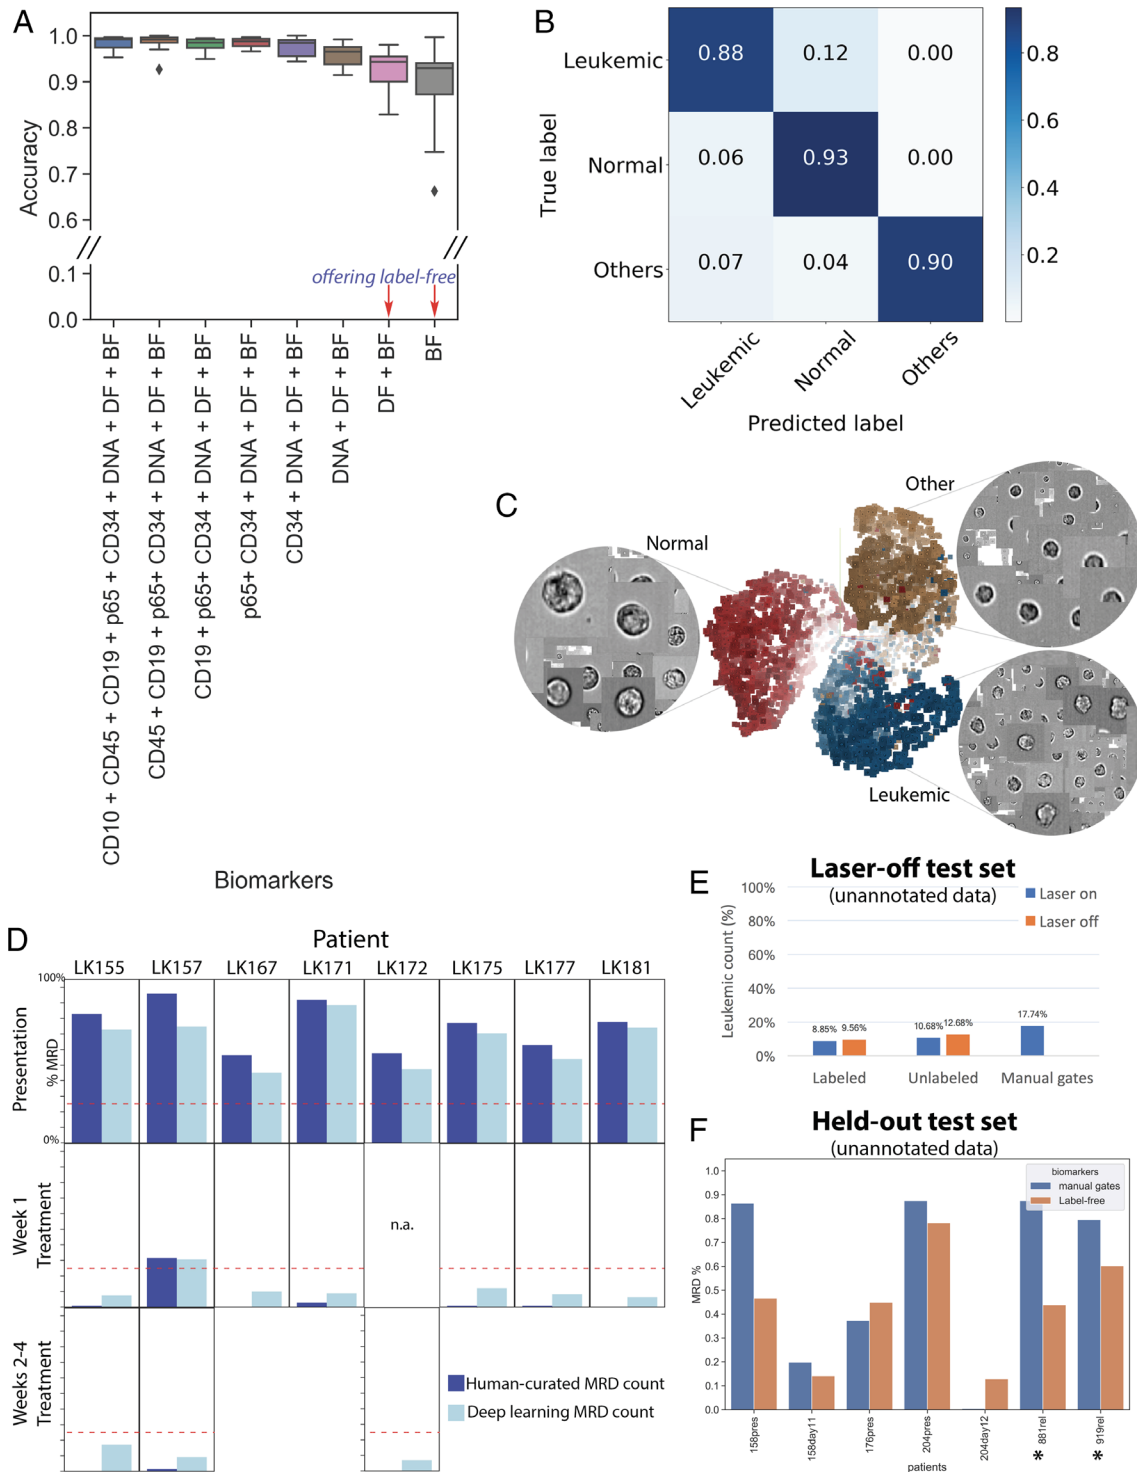 A
Accuracy
1.0
0.9
0.8
0.7
0.6
0.1
0.0
offering label-free
CD10 + CD45 + CD19 + p65+ CD34 + DNA + DF + BF
CD45 + CD19 + p65+ CD34 + DNA + DF + BF
CD19 + p65+ CD34 + DNA + DF + BF
p65+ CD34 + DNA + DF + BF
CD34 + DNA + DF + BF
DNA + DF + BF
DF + BF
BF
Biomarkers
B
True label
Leukemic 0.88 0.12 0.00
Normal 0.06 0.93 0.00
Others 0.07 0.04 0.90
Leukemic Normal Others
Predicted label
0.8
0.6
0.4
0.2
C
Other
Normal
Leukemic
D
Patient
LK155 LK157 LK167 LK171 LK172 LK175 LK177 LK181
100%
Presentation
% MRD
0%
Week 1
Treatment
n.a.
Weeks 2-4
Treatment
Human-curated MRD count
Deep learning MRD count
E
Laser-off test set
(unannotated data)
Leukemic count (%)
100%
80%
60%
40%
20%
0%
Laser on
Laser off
8.85% 9.56% 10.68% 12.68% 17.74%
Labeled Unlabeled Manual gates
F
Held-out test set
(unannotated data)
MRD %
1.0
0.9
0.8
0.7
0.6
0.5
0.4
0.3
0.2
0.1
0.0
biomarkers
manual gates
Label-free
158pres
158day11
176pres
204pres
204day12
* 881rel
* 919rel
patients